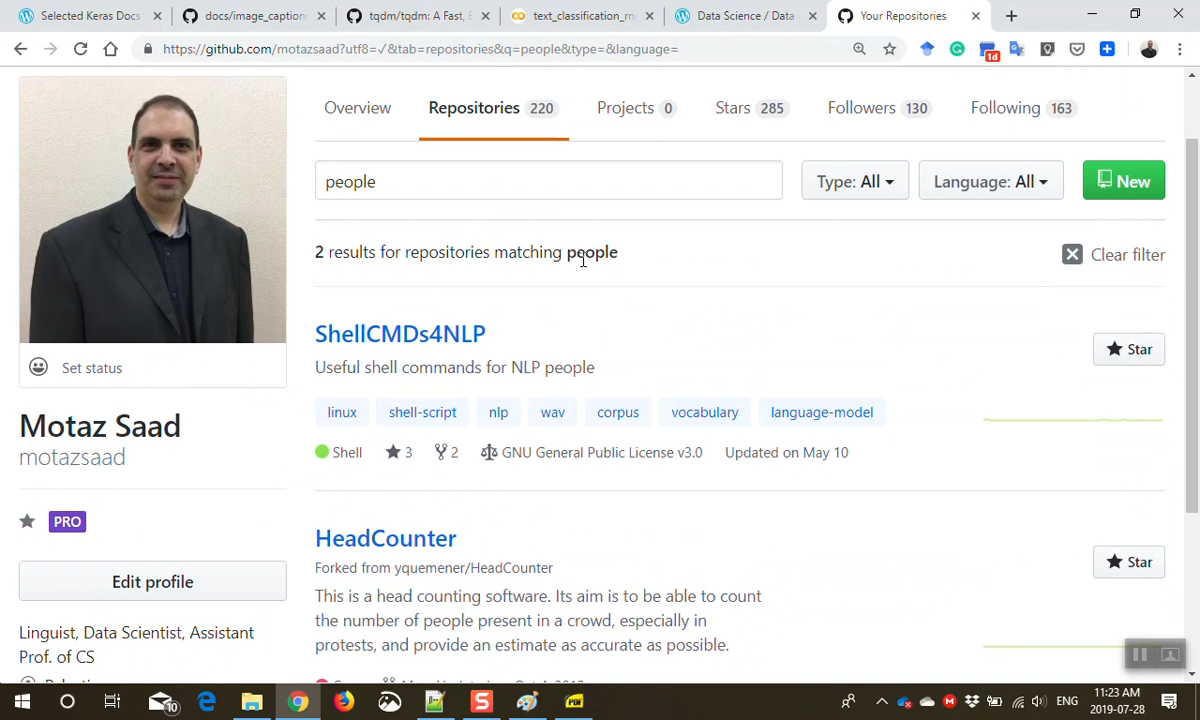 Selected Keras Docs
docs/image_caption
tqdm/tqdm: A Fast, E
text_classification_rn
Data Science / Data
Your Repositories
https://github.com/motazsaad?utf8=✓&tab=repositories&q=people&type=&language=
1d
Overview
Repositories 220
Projects 0
Stars 285
Followers 130
Following 163
people
Type: All
Language: All
New
2 results for repositories matching people
Clear filter
ShellCMDs4NLP
Star
Useful shell commands for NLP people
linux
shell-script
nlp
wav
corpus
vocabulary
language-model
Shell
3
2
GNU General Public License v3.0
Updated on May 10
Set status
Motaz Saad
motazsaad
PRO
Edit profile
Linguist, Data Scientist, Assistant
Prof. of CS
HeadCounter
Star
Forked from yquemener/HeadCounter
This is a head counting software. Its aim is to be able to count
the number of people present in a crowd, especially in
protests, and provide an estimate as accurate as possible.
10
ENG
11:23 AM
2019-07-28